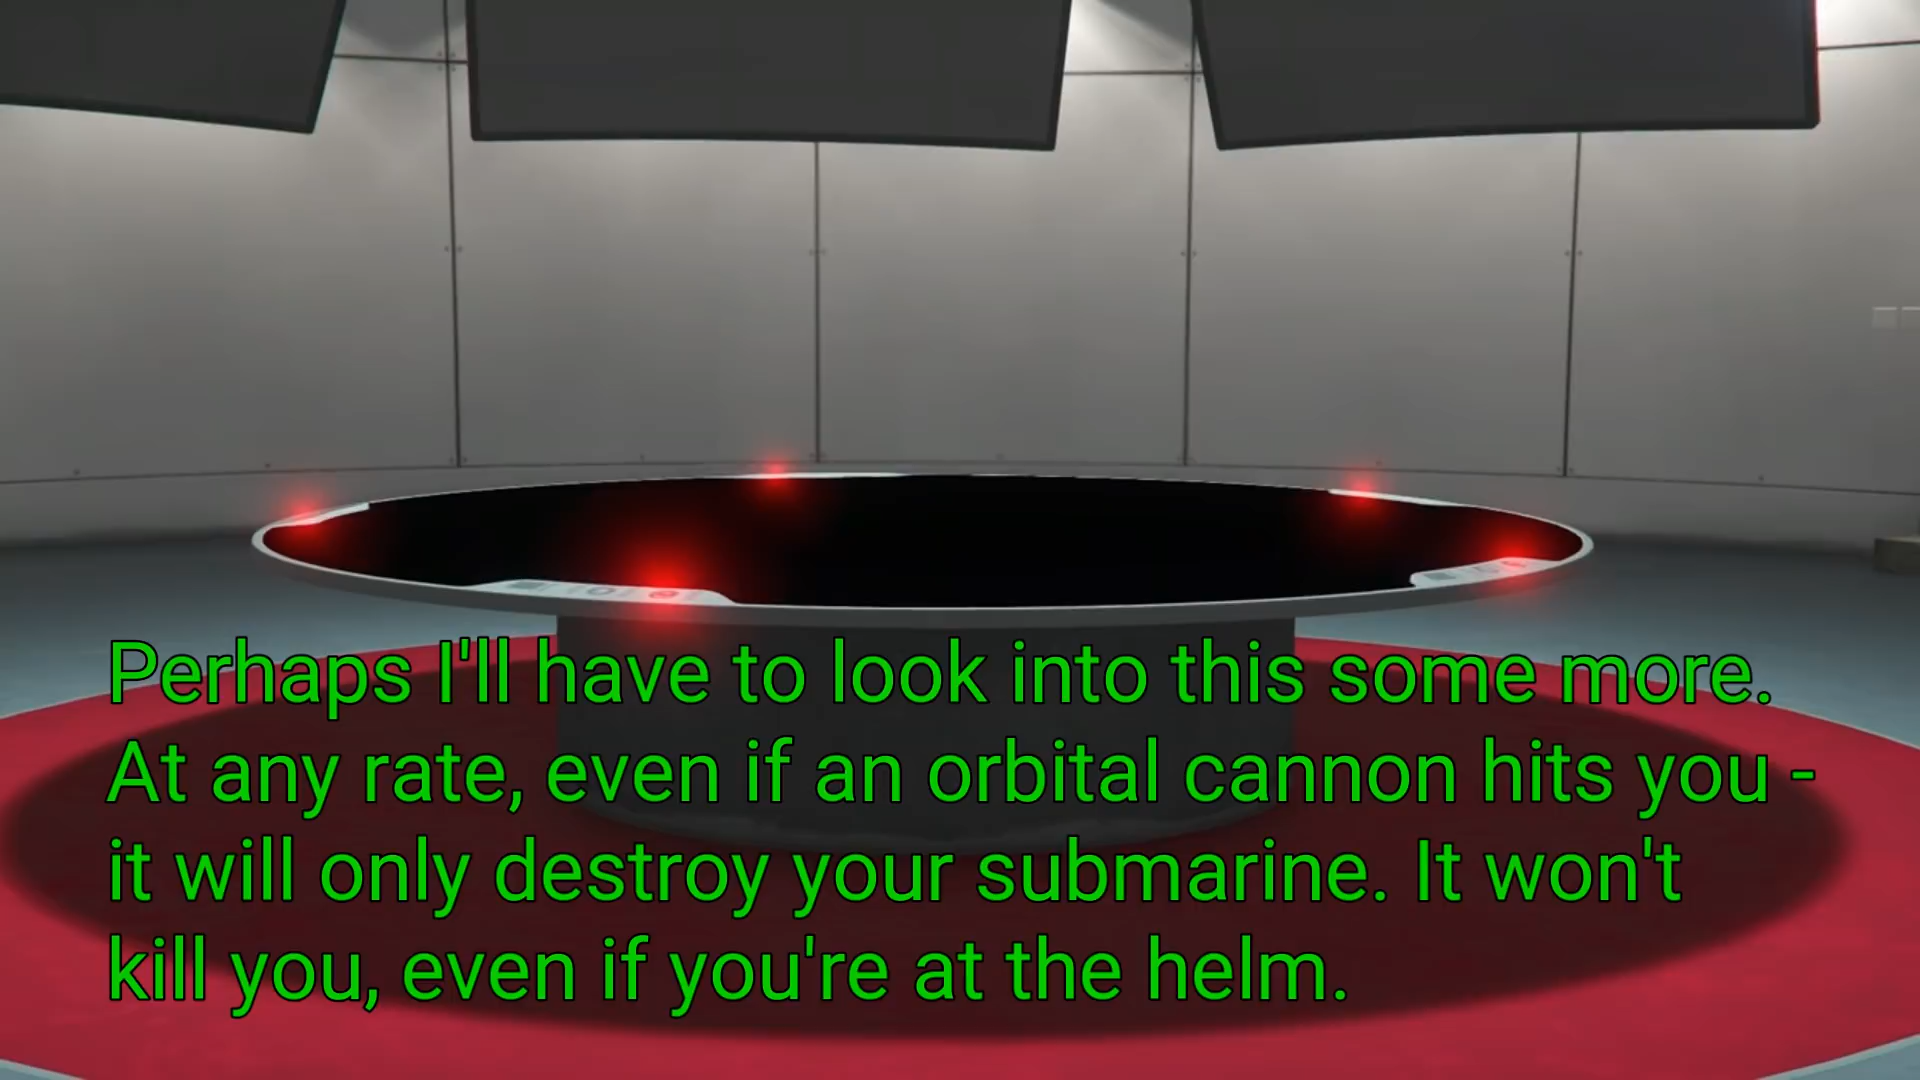 Perhaps I'll have to look into this some more.
At any rate, even if an orbital cannon hits you -
it will only destroy your submarine. It won't
kill you, even if you're at the helm.